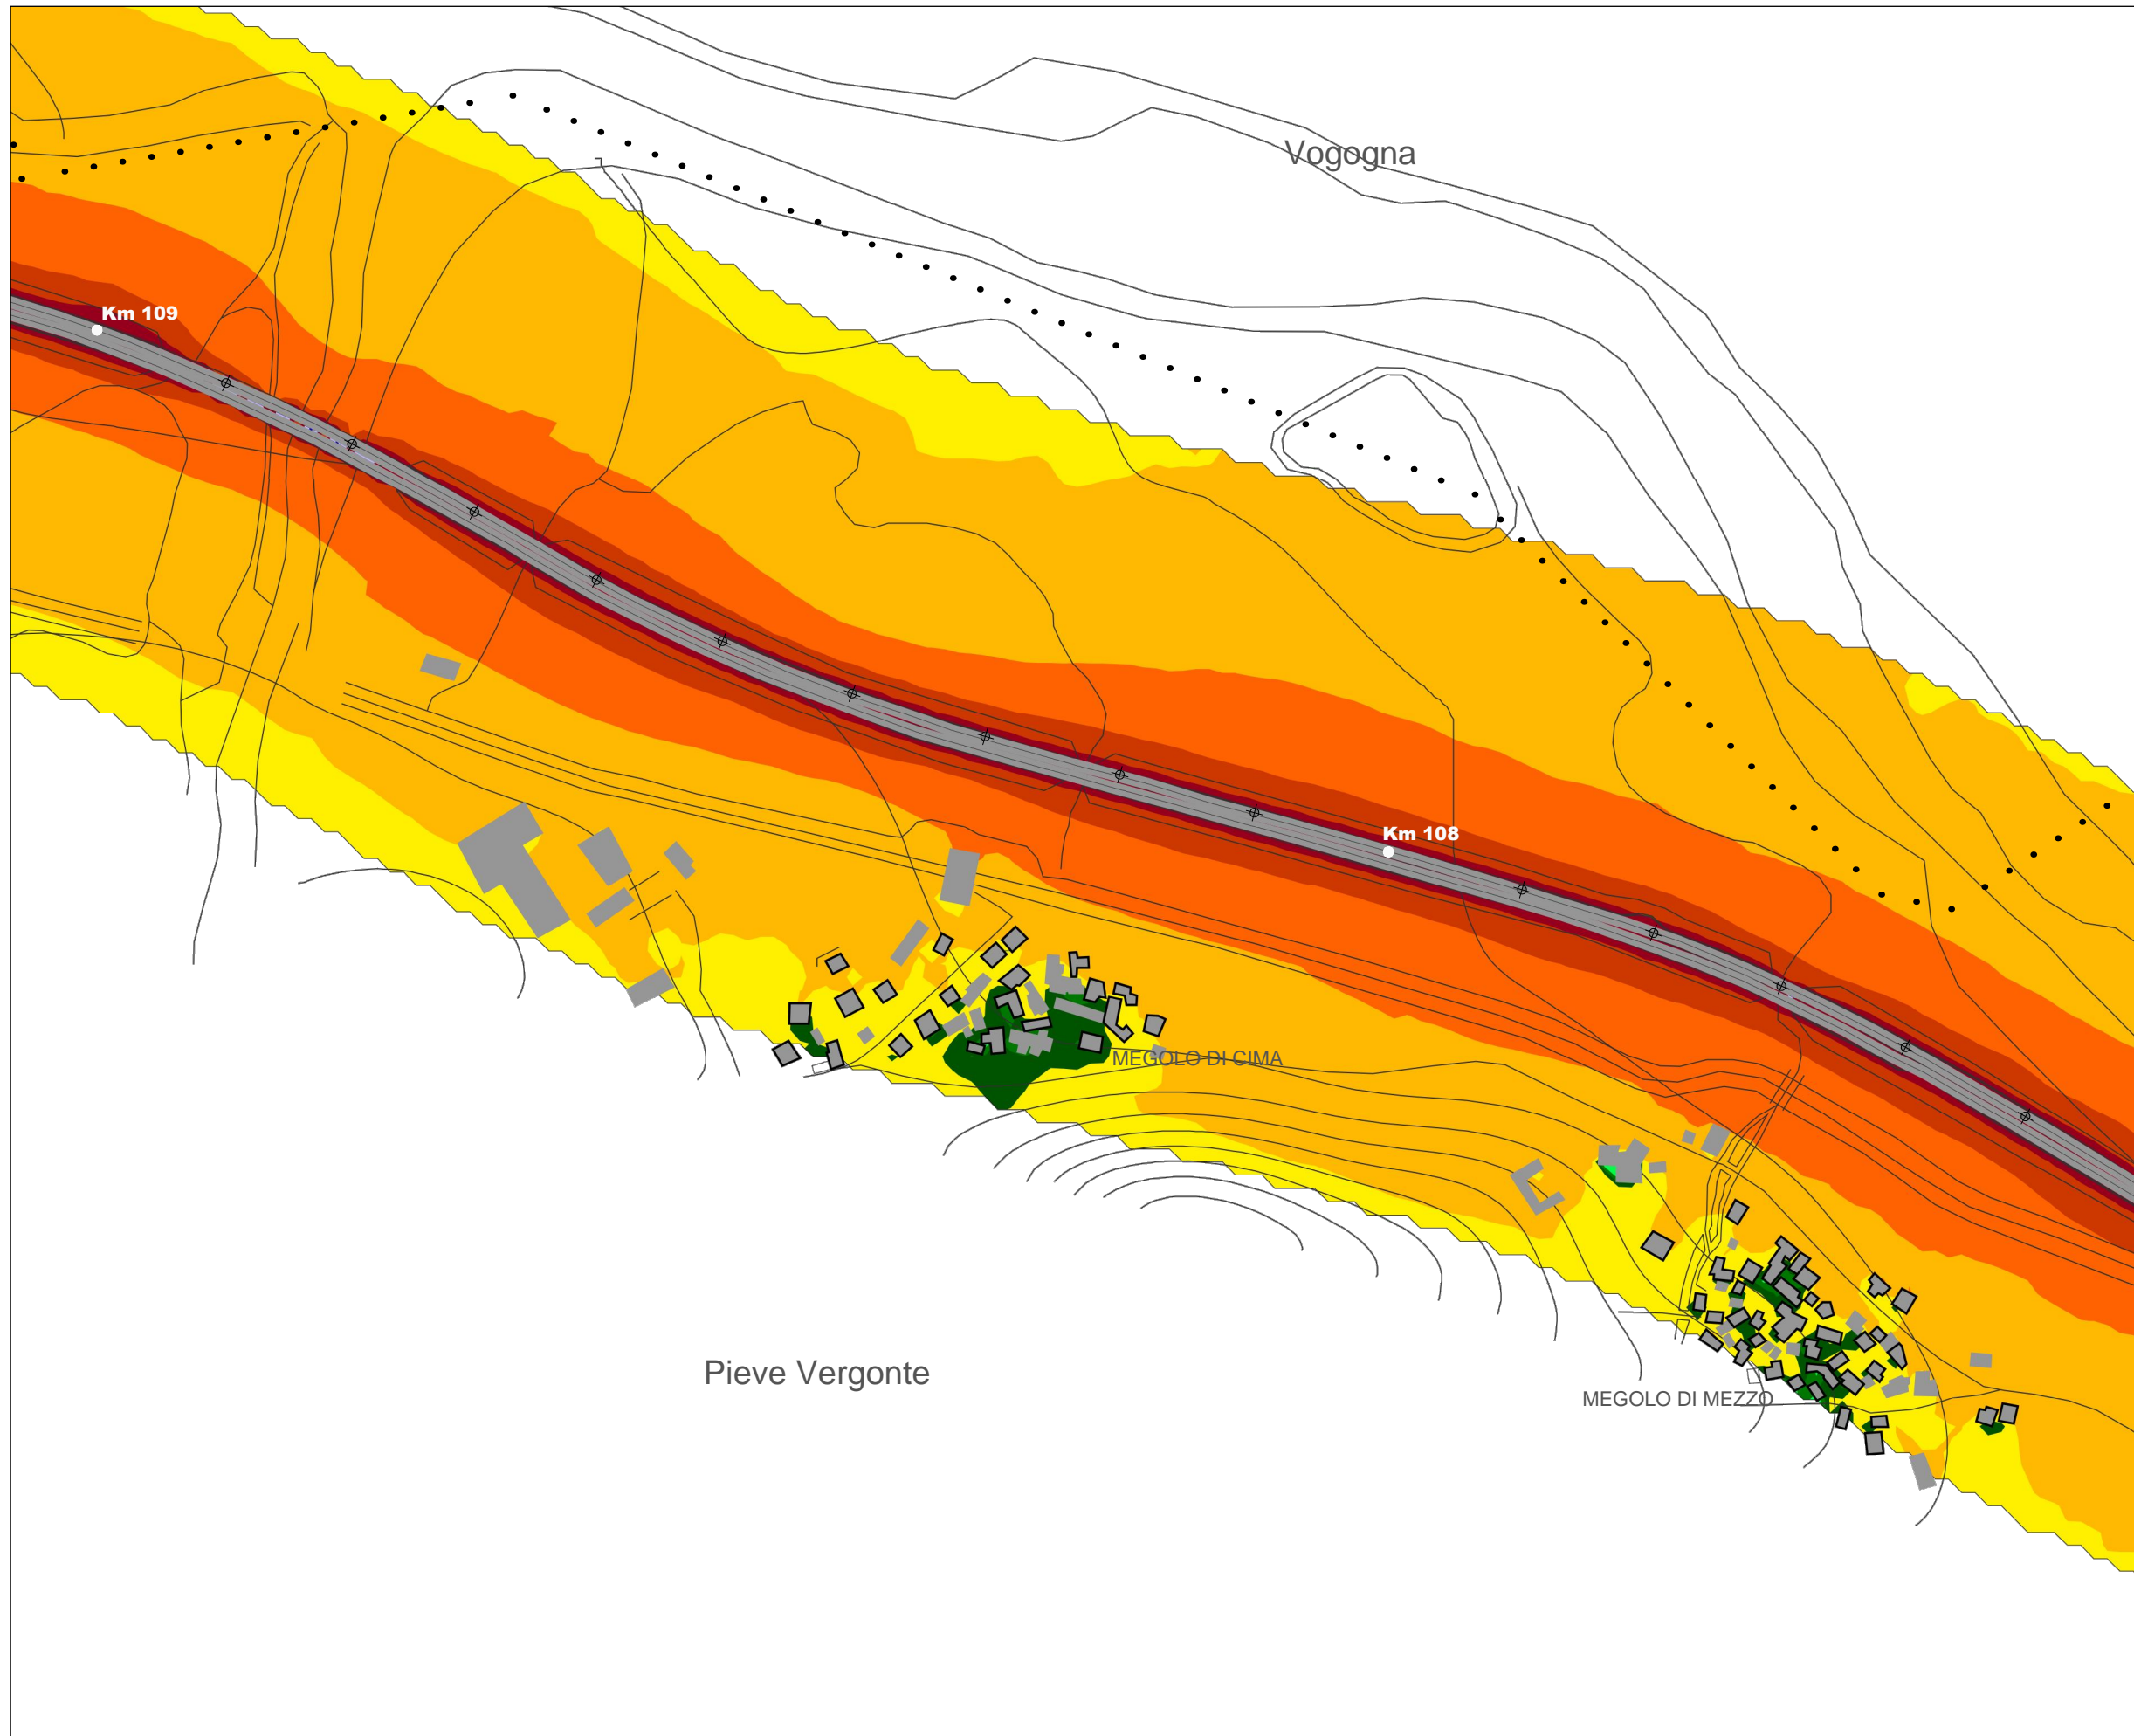 Vogogna
Km 109
Km 108
MEGOLO DI CIMA
Pieve Vergonte
MEGOLO DI MEZZO